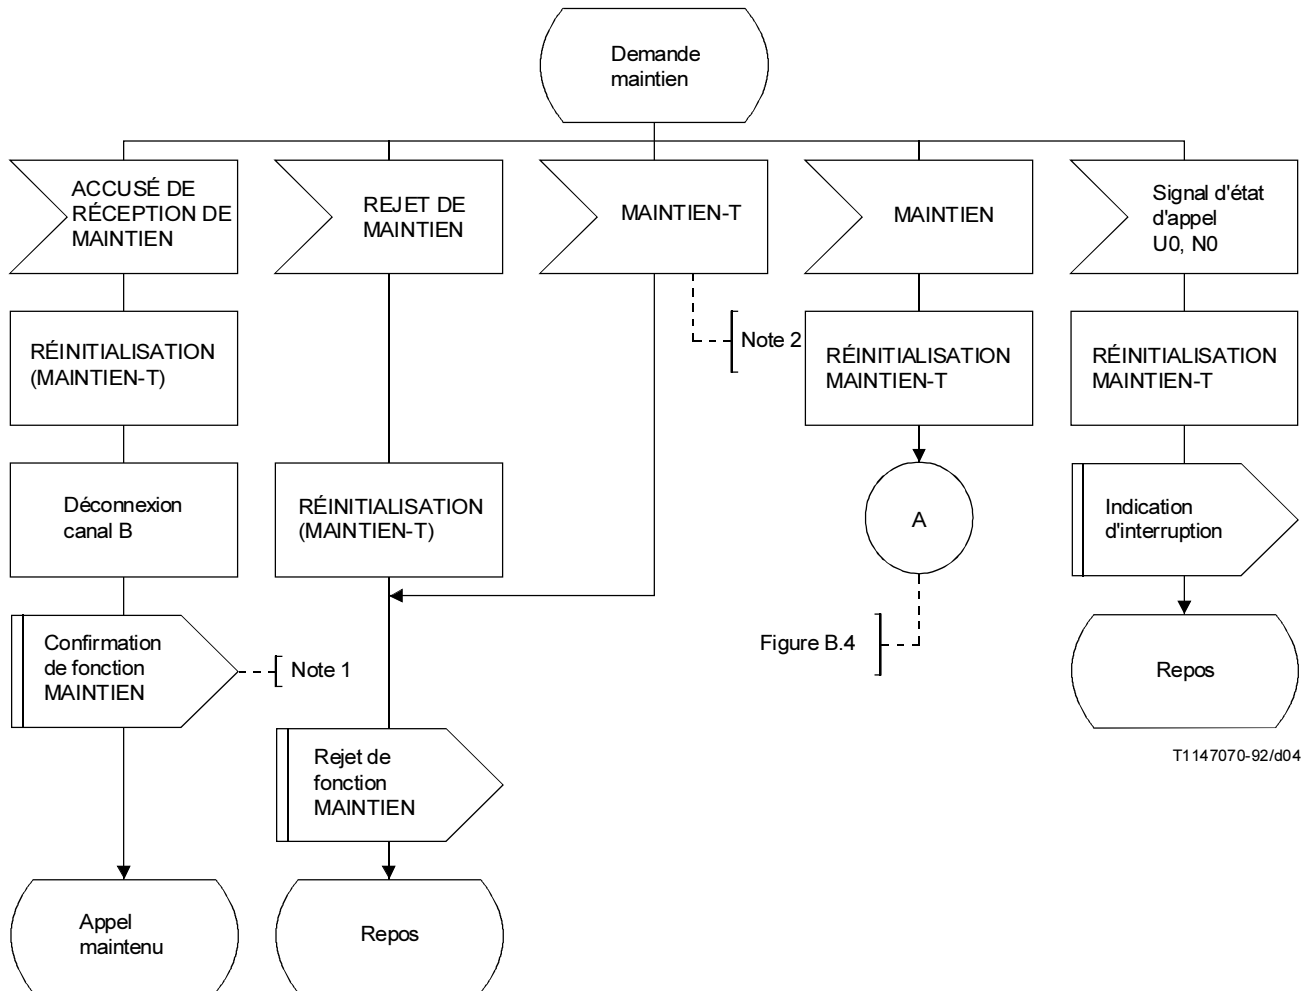 Demande
maintien
ACCUSÉ DE
RÉCEPTION DE
MAINTIEN
REJET DE
MAINTIEN
MAINTIEN-T
MAINTIEN
Signal d'état
d'appel
U0, N0
RÉINITIALISATION
(MAINTIEN-T)
Note 2
RÉINITIALISATION
MAINTIEN-T
RÉINITIALISATION
MAINTIEN-T
Déconnexion
canal B
RÉINITIALISATION
(MAINTIEN-T)
A
Indication
d'interruption
Confirmation
de fonction
MAINTIEN
Note 1
Figure B.4
Repos
Rejet de
fonction
MAINTIEN
T1147070-92/d04
Appel
maintenu
Repos